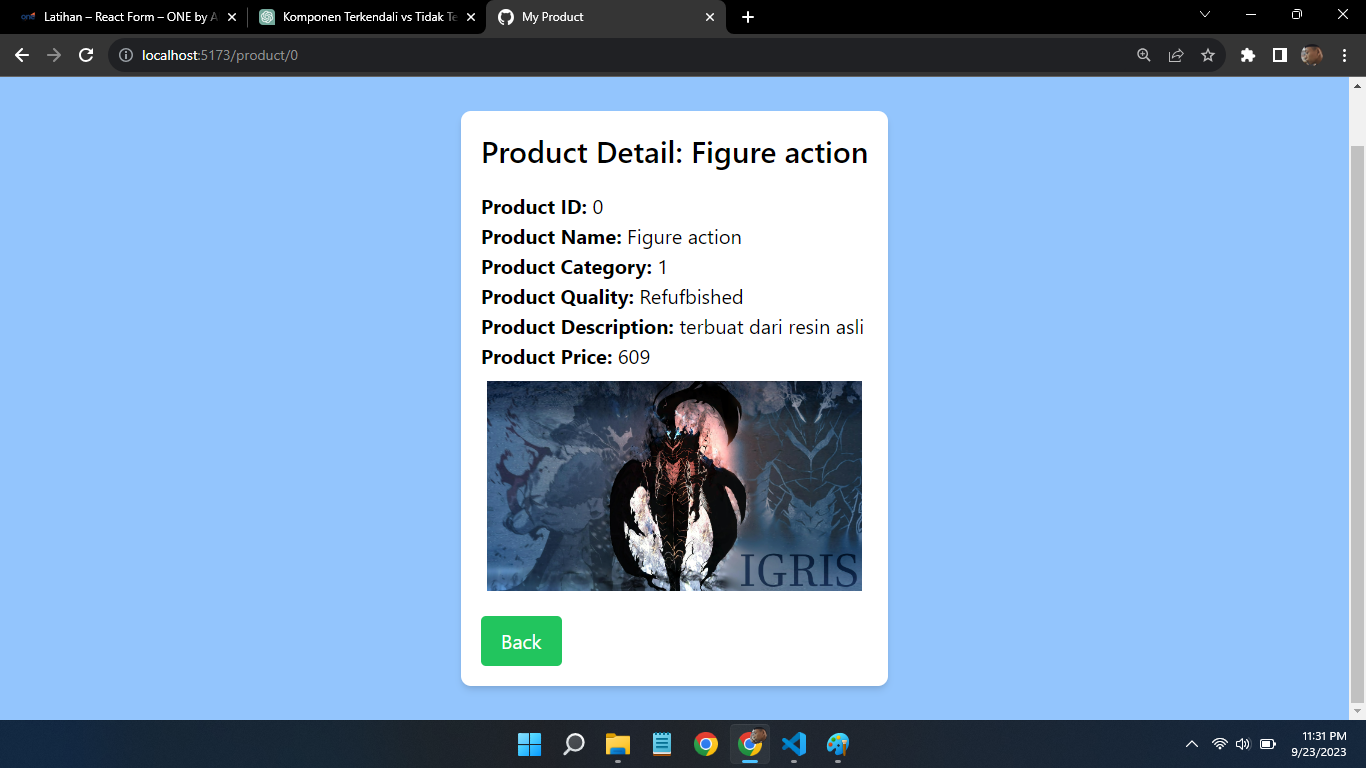 Latihan – React Form – ONE by A
Komponen Terkendali vs Tidak Te
My Product
localhost:5173/product/0
Product Detail: Figure action
Product ID: 0
Product Name: Figure action
Product Category: 1
Product Quality: Refufbished
Product Description: terbuat dari resin asli
Product Price: 609
IGRIS
Back
11:31 PM
9/23/2023